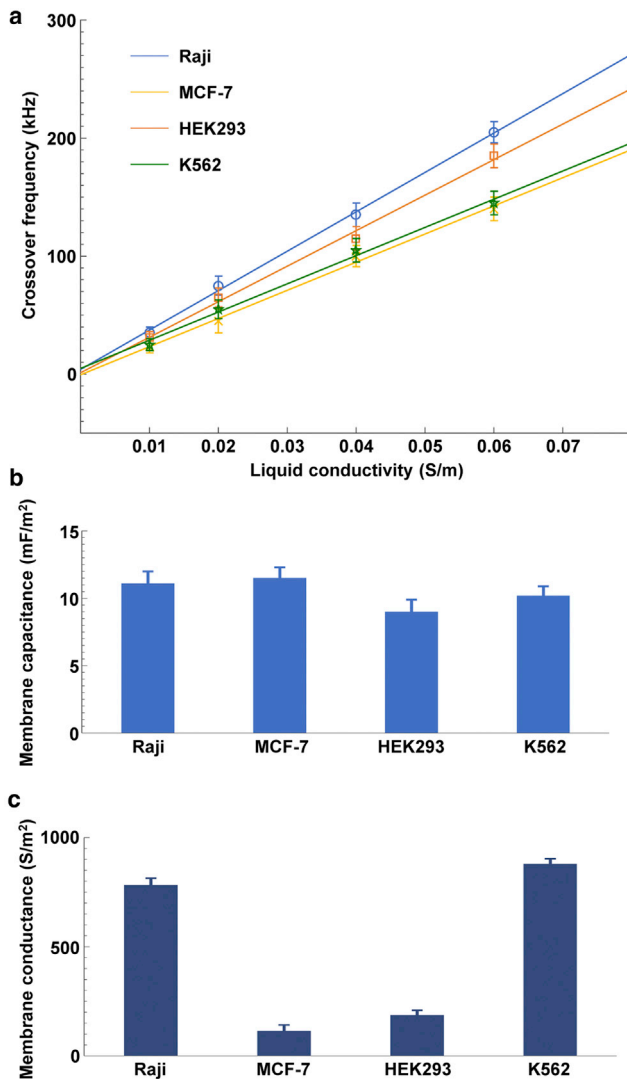 a
300
200
100
0
Crossover frequency (kHz)
Raji
MCF-7
HEK293
K562
0.01 0.02 0.03 0.04 0.05 0.06 0.07
Liquid conductivity (S/m)
b
15
10
5
0
Membrane capacitance (mF/m²)
Raji MCF-7 HEK293 K562
c
1000
500
0
Membrane conductance (S/m²)
Raji MCF-7 HEK293 K562